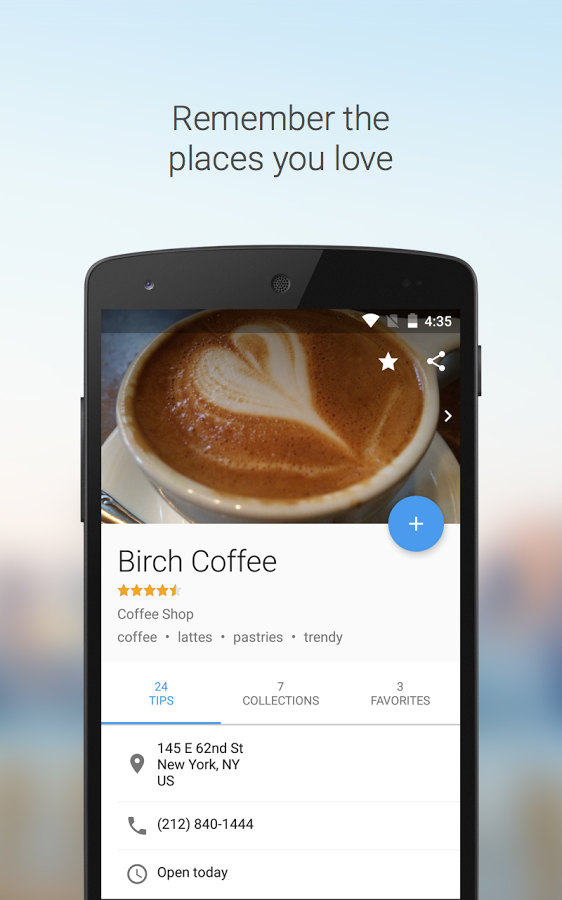 Remember the
places you love
4:35
Birch Coffee
Coffee Shop
coffee • lattes • pastries • trendy
24 7 3
TIPS COLLECTIONS FAVORITES
145 E 62nd St
New York, NY
US
(212) 840-1444
Open today